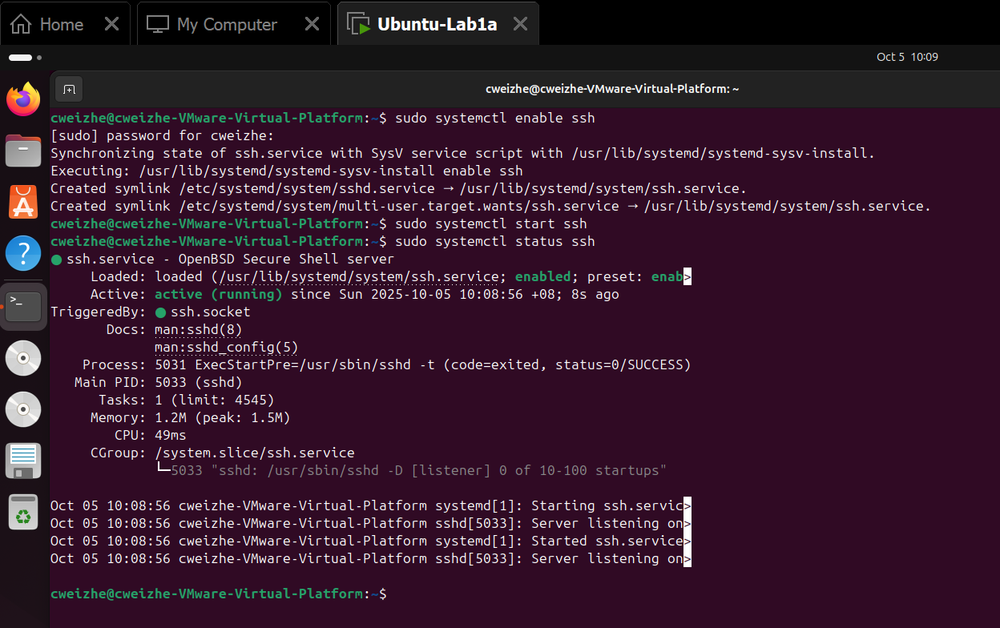 Home
My Computer
Ubuntu-Lab1a
Oct 5 10:09
cweizhe@cweizhe-VMware-Virtual-Platform: ~
cweizhe@cweizhe-VMware-Virtual-Platform:~$ sudo systemctl enable ssh
[sudo] password for cweizhe:
Synchronizing state of ssh.service with SysV service script with /usr/lib/systemd/systemd-sysv-install.
Executing: /usr/lib/systemd/systemd-sysv-install enable ssh
Created symlink /etc/systemd/system/sshd.service → /usr/lib/systemd/system/ssh.service.
Created symlink /etc/systemd/system/multi-user.target.wants/ssh.service → /usr/lib/systemd/system/ssh.service.
cweizhe@cweizhe-VMware-Virtual-Platform:~$ sudo systemctl start ssh
cweizhe@cweizhe-VMware-Virtual-Platform:~$ sudo systemctl status ssh
● ssh.service - OpenBSD Secure Shell server
Loaded: loaded (/usr/lib/systemd/system/ssh.service; enabled; preset: enab>
Active: active (running) since Sun 2025-10-05 10:08:56 +08; 8s ago
TriggeredBy: ● ssh.socket
Docs: man:sshd(8)
man:sshd_config(5)
Process: 5031 ExecStartPre=/usr/sbin/sshd -t (code=exited, status=0/SUCCESS)
Main PID: 5033 (sshd)
Tasks: 1 (limit: 4545)
Memory: 1.2M (peak: 1.5M)
CPU: 49ms
CGroup: /system.slice/ssh.service
└─5033 "sshd: /usr/sbin/sshd -D [listener] 0 of 10-100 startups"
Oct 05 10:08:56 cweizhe-VMware-Virtual-Platform systemd[1]: Starting ssh.servic>
Oct 05 10:08:56 cweizhe-VMware-Virtual-Platform sshd[5033]: Server listening on>
Oct 05 10:08:56 cweizhe-VMware-Virtual-Platform systemd[1]: Started ssh.service>
Oct 05 10:08:56 cweizhe-VMware-Virtual-Platform sshd[5033]: Server listening on>
cweizhe@cweizhe-VMware-Virtual-Platform:~$